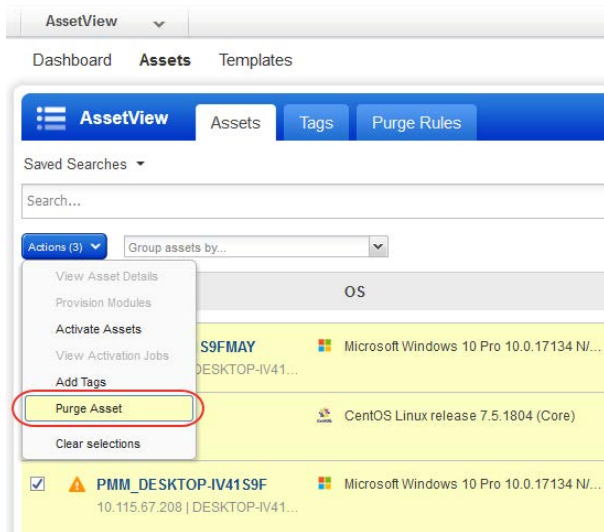 AssetView
Dashboard Assets Templates
AssetView Assets Tags Purge Rules
Saved Searches
Search...
Actions (3) Group assets by...
View Asset Details
OS
Provision Modules
Activate Assets
S9FMAY Microsoft Windows 10 Pro 10.0.17134 N/...
View Activation Jobs
DESKTOP-IV41...
Add Tags
Purge Asset
CentOS Linux release 7.5.1804 (Core)
Clear selections
PMM_DESKTOP-IV41S9F Microsoft Windows 10 Pro 10.0.17134 N/...
10.115.67.208 | DESKTOP-IV41...